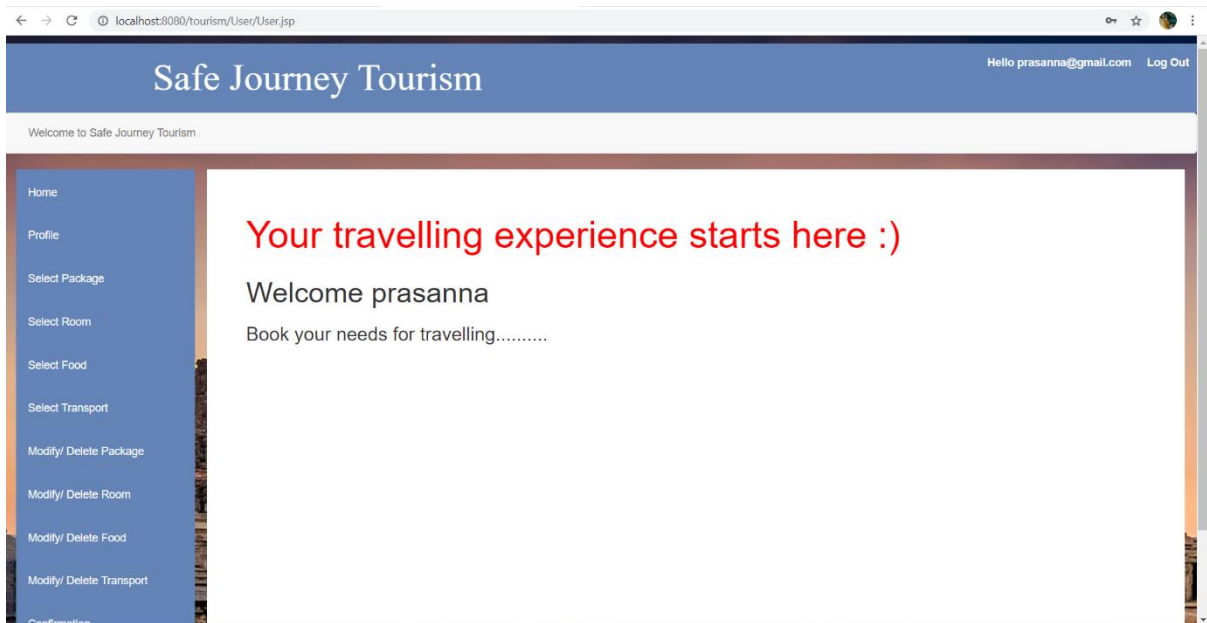 localhost:8080/tourism/User/User.jsp
Safe Journey Tourism
Hello prasanna@gmail.com Log Out
Welcome to Safe Journey Tourism
Home
Profile
Select Package
Select Room
Select Food
Select Transport
Modify/ Delete Package
Modify/ Delete Room
Modify/ Delete Food
Modify/ Delete Transport
Confirmation
Your travelling experience starts here :)
Welcome prasanna
Book your needs for travelling..........